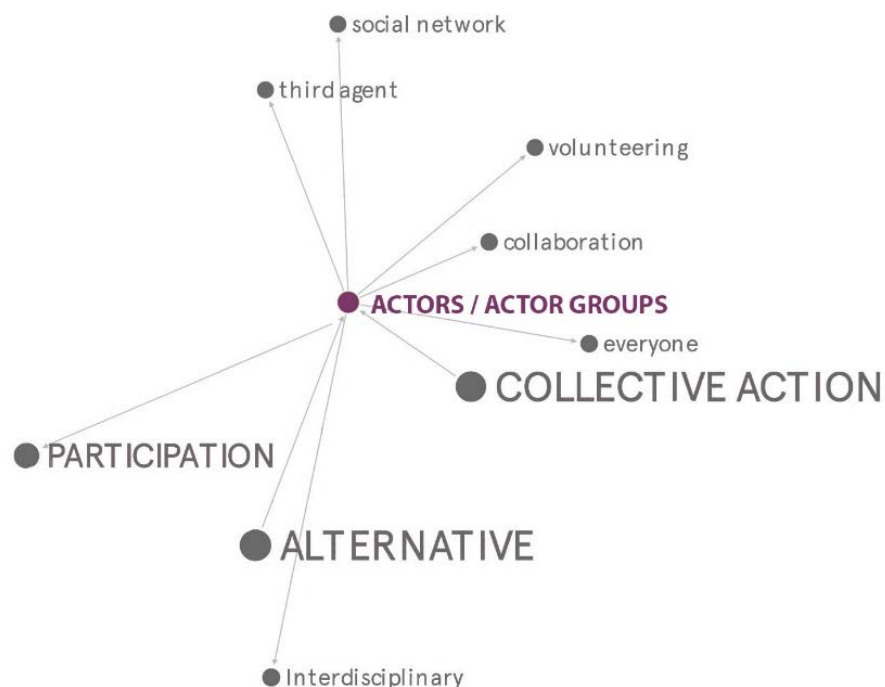 social network
third agent
volunteering
collaboration
ACTORS / ACTOR GROUPS
everyone
COLLECTIVE ACTION
PARTICIPATION
ALTERNATIVE
Interdisciplinary